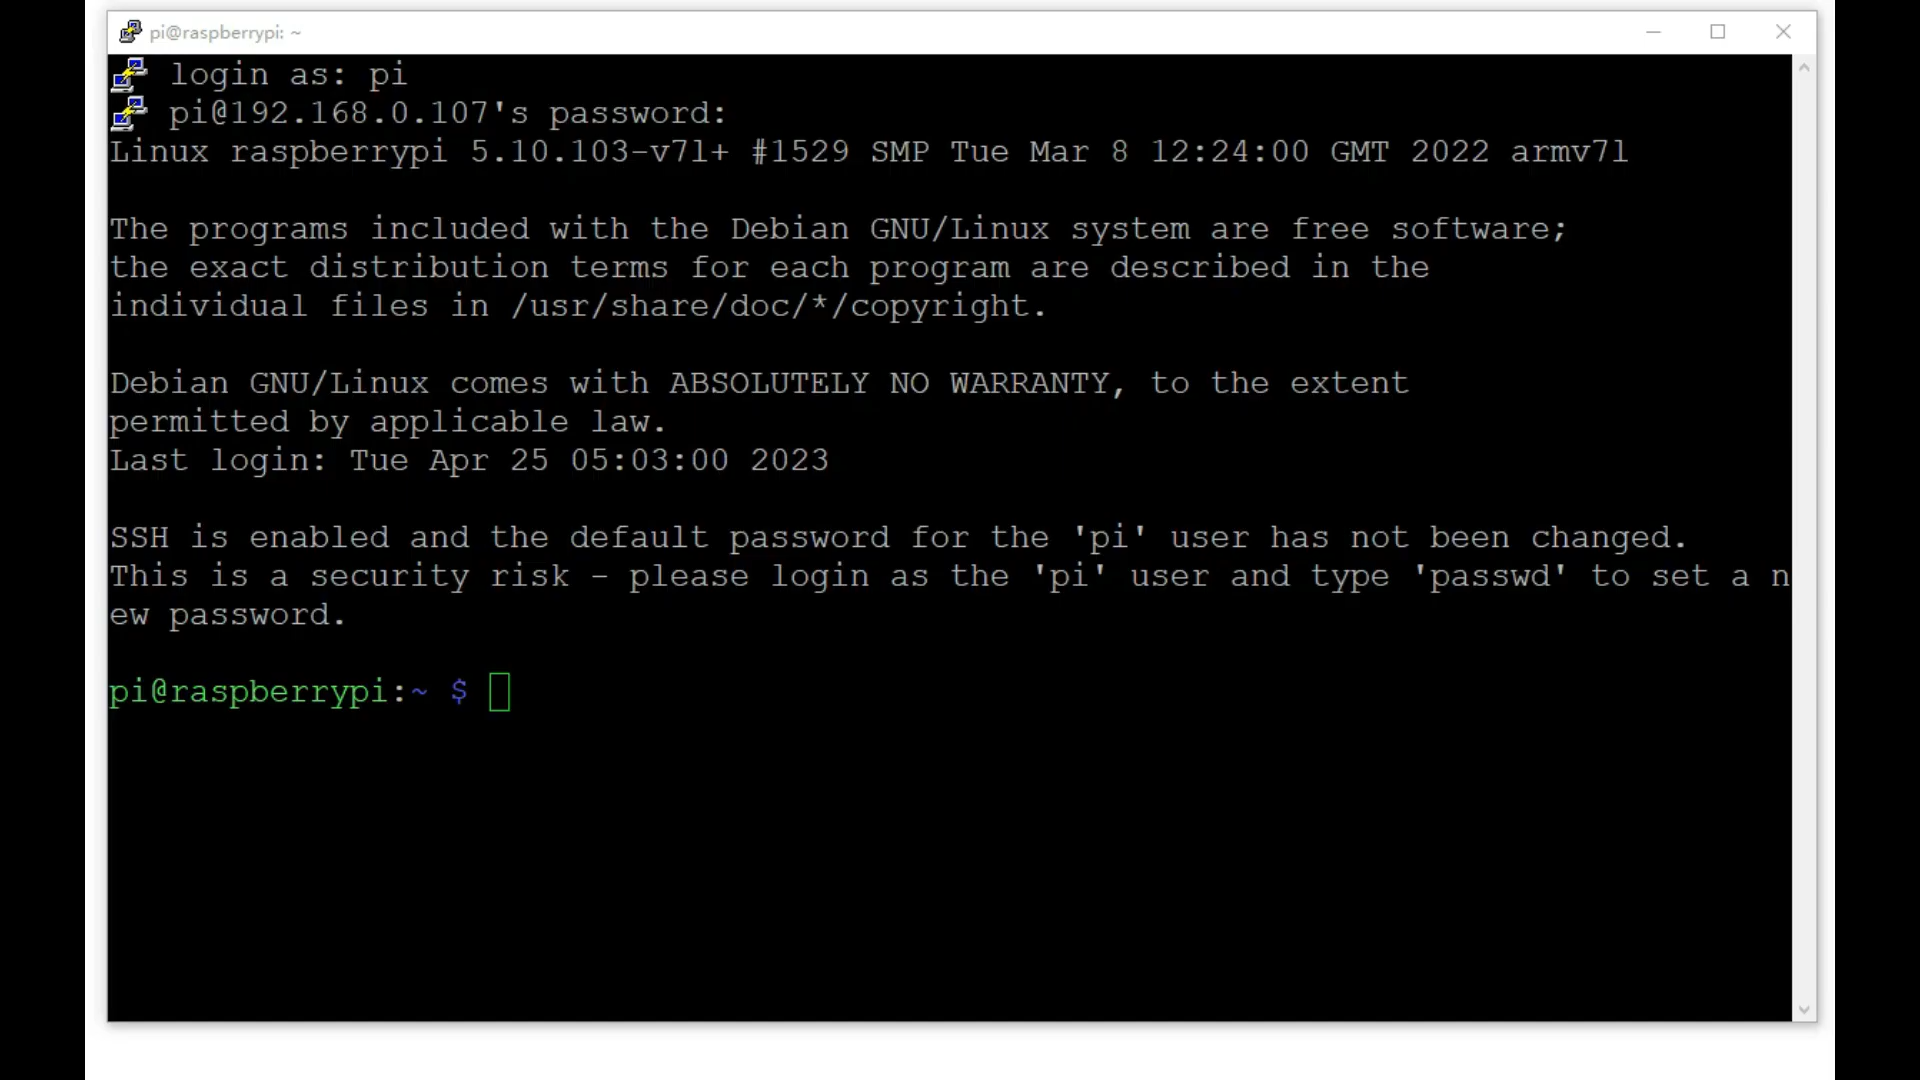 pi@raspberrypi: ~
login as: pi
pi@192.168.0.107's password:
Linux raspberrypi 5.10.103-v7l+ #1529 SMP Tue Mar 8 12:24:00 GMT 2022 armv7l
The programs included with the Debian GNU/Linux system are free software;
the exact distribution terms for each program are described in the
individual files in /usr/share/doc/*/copyright.
Debian GNU/Linux comes with ABSOLUTELY NO WARRANTY, to the extent
permitted by applicable law.
Last login: Tue Apr 25 05:03:00 2023
SSH is enabled and the default password for the 'pi' user has not been changed.
This is a security risk - please login as the 'pi' user and type 'passwd' to set a n
ew password.
pi@raspberrypi:~ $